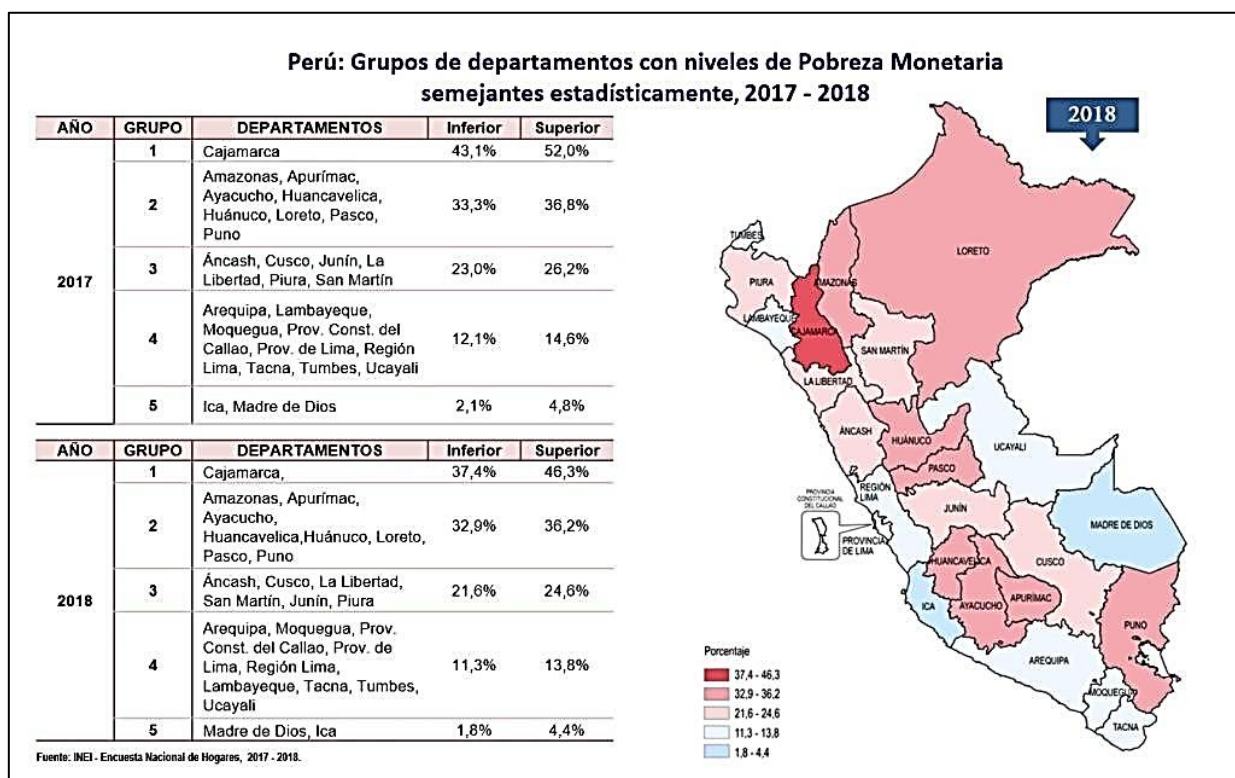 Perú: Grupos de departamentos con niveles de Pobreza Monetaria
semejantes estadísticamente, 2017 - 2018
AÑO GRUPO DEPARTAMENTOS Inferior Superior
2017
1 Cajamarca 43,1% 52,0%
2 Amazonas, Apurímac,
Ayacucho, Huancavelica,
Huánuco, Loreto, Pasco,
Puno
33,3% 36,8%
3 Áncash, Cusco, Junín, La
Libertad, Piura, San Martín
23,0% 26,2%
4 Arequipa, Lambayeque,
Moquegua, Prov. Const. del
Callao, Prov. de Lima, Región
Lima, Tacna, Tumbes, Ucayali
12,1% 14,6%
5 Ica, Madre de Dios 2,1% 4,8%
AÑO GRUPO DEPARTAMENTOS Inferior Superior
2018
1 Cajamarca, 37,4% 46,3%
2 Amazonas, Apurímac,
Ayacucho,
Huancavelica,Huánuco, Loreto,
Pasco, Puno
32,9% 36,2%
3 Áncash, Cusco, La Libertad,
San Martín, Junín, Piura
21,6% 24,6%
4 Arequipa, Moquegua, Prov.
Const. del Callao, Prov. de
Lima, Región Lima,
Lambayeque, Tacna, Tumbes,
Ucayali
11,3% 13,8%
5 Madre de Dios, Ica 1,8% 4,4%
Fuente: INEI - Encuesta Nacional de Hogares, 2017 - 2018.
2018
TUMBES
LORETO
PIURA
AMAZONAS
LAMBAYEQUE
CAJAMARCA
SAN MARTÍN
LA LIBERTAD
ÁNCASH
HUÁNUCO
UCAYALI
PASCO
REGIÓN
LIMA
PROVINCIA
CONSTITUCIONAL
DEL CALLAO
JUNÍN
MADRE DE DIOS
PROVINCIA
DE LIMA
HUANCAVELICA
CUSCO
ICA
AYACUCHO
APURÍMAC
PUNO
AREQUIPA
MOQUEGUA
TACNA
Porcentaje
37,4 - 46,3
32,9 - 36,2
21,6 - 24,6
11,3 - 13,8
1,8 - 4,4